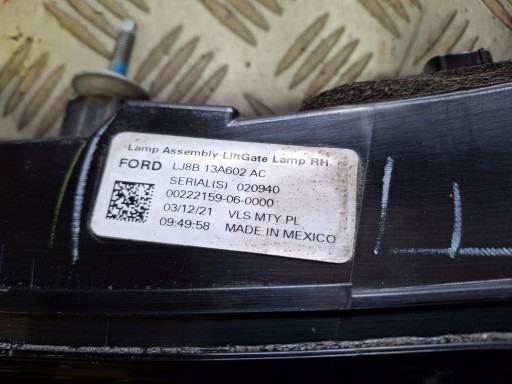 Lamp Assembly-LiftGate Lamp RH
FORD LJ8B 13A602 AC
SERIAL(S) 020940
00222159-06-0000
03/12/21 VLS MTY PL
09:49:58 MADE IN MEXICO